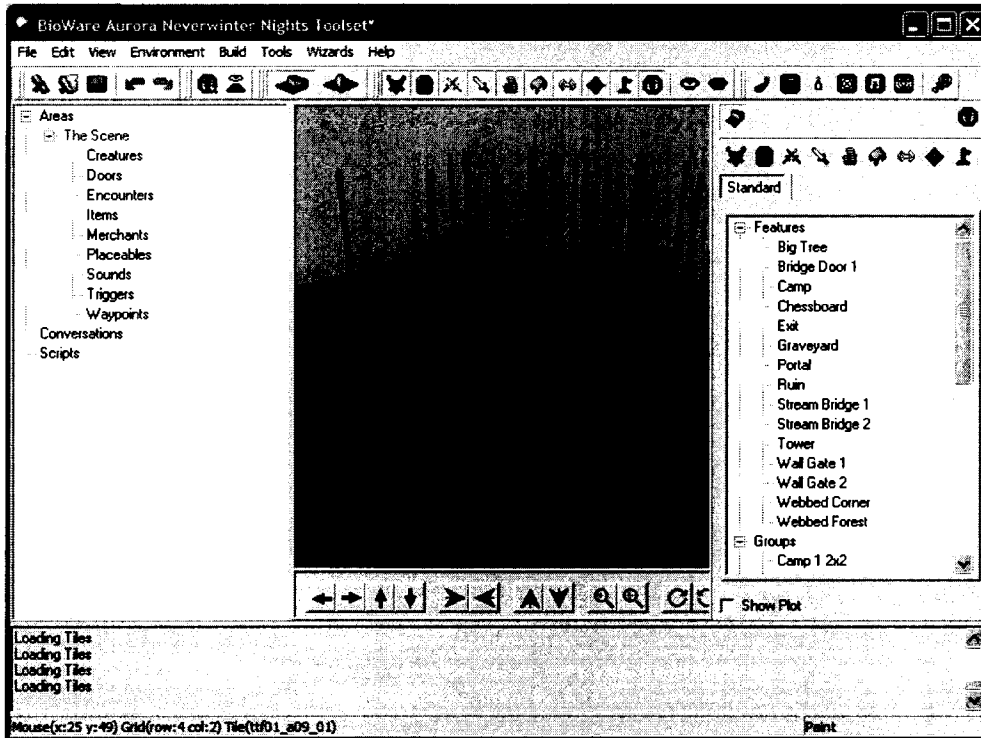 BioWare Aurora Neverwinter Nights Toolset*
File Edit View Environment Build Tools Wizards Help
Areas
The Scene
Creatures
Doors
Encounters
Items
Merchants
Placeables
Sounds
Triggers
Waypoints
Conversations
Scripts
Standard
Features
Big Tree
Bridge Door 1
Camp
Chessboard
Exit
Graveyard
Portal
Ruin
Stream Bridge 1
Stream Bridge 2
Tower
Wall Gate 1
Wall Gate 2
Webbed Corner
Webbed Forest
Groups
Camp 1 2x2
Show Plot
Loading Tiles
Loading Tiles
Loading Tiles
Loading Tiles
Mouse(x:25 y:49) Grid(row:4 col:2) Tile(ttf01_a09_01) Paint